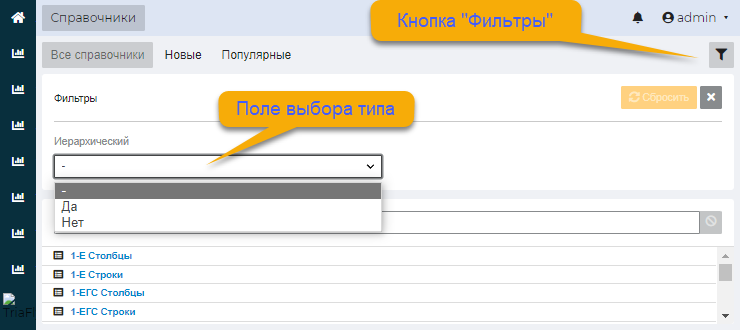 Справочники
Кнопка "Фильтры"
admin
Все справочники
Новые
Популярные
Фильтры
Сбросить
Поле выбора типа
Иерархический
-
-
Да
Нет
1-Е Столбцы
1-Е Строки
1-ЕГС Столбцы
1-ЕГС Строки